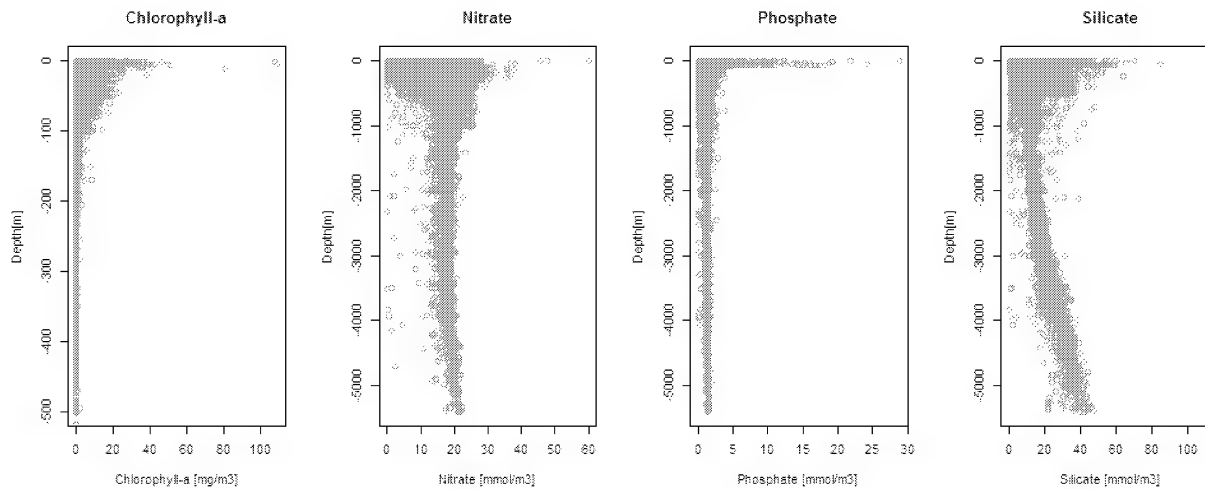 Chlorophyll-a
Nitrate
Phosphate
Silicate
Depth[m]
0
-100
-200
-300
-400
-500
0 20 40 60 80 100
Chlorophyll-a [mg/m3]
Depth[m]
0
-1000
-2000
-3000
-4000
-5000
0 10 20 30 40 50 60
Nitrate [mmol/m3]
Depth[m]
0
-1000
-2000
-3000
-4000
-5000
0 5 10 15 20 25 30
Phosphate [mmol/m3]
Depth[m]
0
-1000
-2000
-3000
-4000
-5000
0 20 40 60 80 100
Silicate [mmol/m3]